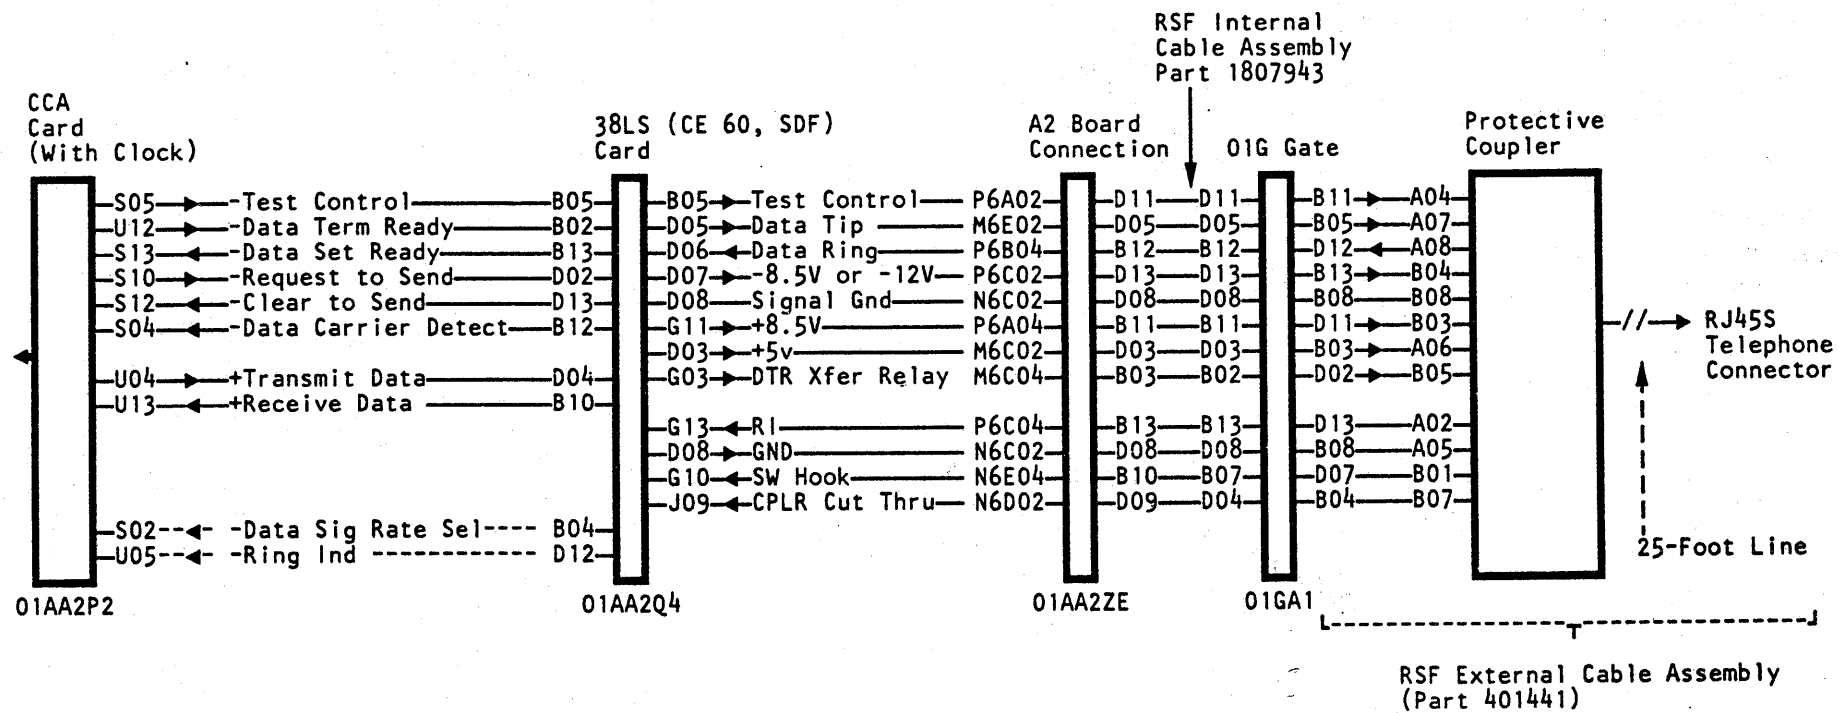 RSF Internal
Cable Assembly
Part 1807943
CCA
Card
(With Clock)
38LS (CE 60, SDF)
Card
A2 Board
Connection
01G Gate
Protective
Coupler
S05 -Test Control B05 B05 Test Control P6A02 D11 D11 B11 A04
U12 -Data Term Ready B02 D05 Data Tip M6E02 D05 D05 B05 A07
S13 -Data Set Ready B13 D06 Data Ring P6B04 B12 B12 D12 A08
S10 -Request to Send D02 D07 -8.5V or -12V P6C02 D13 D13 B13 B04
S12 -Clear to Send D13 D08 Signal Gnd N6C02 D08 D08 B08 B08
S04 -Data Carrier Detect B12 G11 +8.5V P6A04 B11 B11 D11 B03
D03 +5v M6C02 D03 D03 B03 A06
U04 +Transmit Data D04 G03 DTR Xfer Relay M6C04 B03 B02 D02 B05
U13 +Receive Data B10
G13 RI P6C04 B13 B13 D13 A02
D08 GND N6C02 D08 D08 B08 A05
G10 SW Hook N6E04 B10 B07 D07 B01
J09 CPLR Cut Thru N6D02 D09 D04 B04 B07
S02 -Data Sig Rate Sel B04
U05 -Ring Ind D12
RJ45S
Telephone
Connector
25-Foot Line
01AA2P2
01AA2Q4
01AA2ZE
01GA1
RSF External Cable Assembly
(Part 401441)